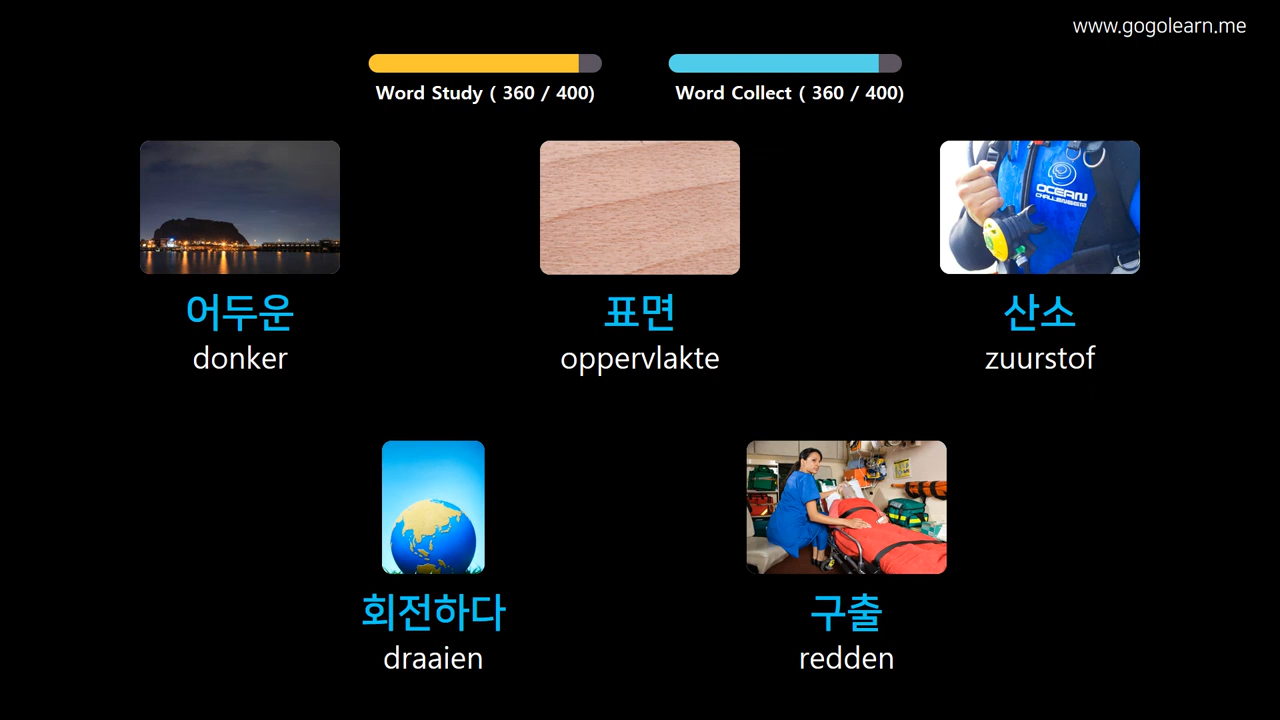 www.gogolearn.me
Word Study ( 360 / 400)
Word Collect ( 360 / 400)
OCEAN
CHALLENGER
어두운
표면
산소
donker
oppervlakte
zuurstof
회전하다
구출
draaien
redden